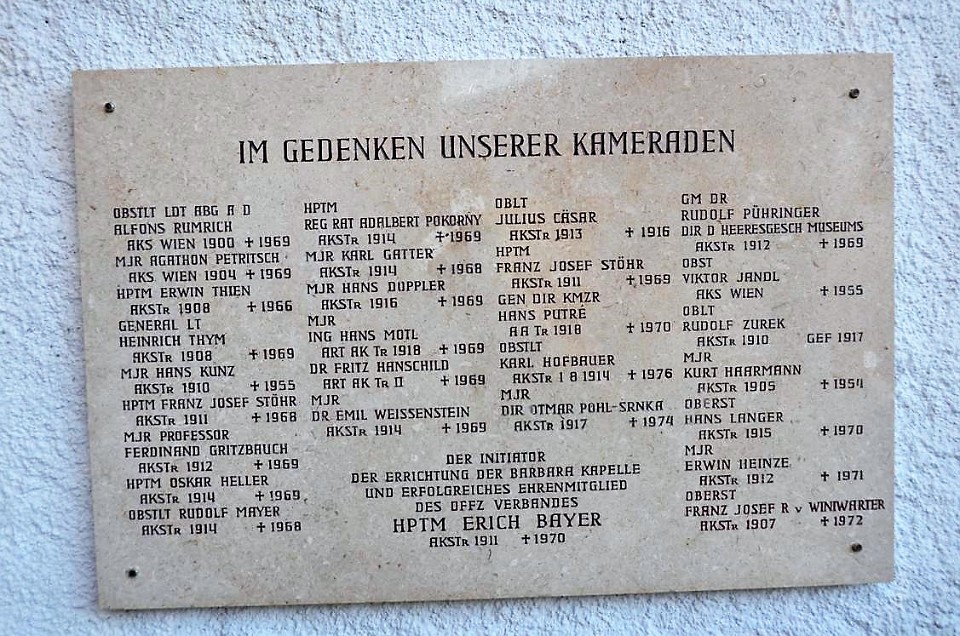 IM GEDENKEN UNSERER KAMERADEN
OBSTLT LDT ABG A D
ALFONS RUMRICH
AKS WIEN 1900 † 1969
MJR AGATHON PETRITSCH
AKS WIEN 1904 † 1969
HPTM ERWIN THIEN
AKSTR 1908 † 1966
GENERAL LT
HEINRICH THYM
AKSTR 1908 † 1969
MJR HANS KUNZ
AKSTR 1910 † 1955
HPTM FRANZ JOSEF STÖHR
AKSTR 1911 † 1968
MJR PROFESSOR
FERDINAND GRITZBAUCH
AKSTR 1912 † 1969
HPTM OSKAR HELLER
AKSTR 1914 † 1969
OBSTLT RUDOLF MAYER
AKSTR 1914 † 1968
HPTM
REG RAT ADALBERT POKORNY
AKSTR 1914 † 1969
MJR KARL GATTER
AKSTR 1914 † 1968
MJR HANS DOPPLER
AKSTR 1916 † 1969
MJR
ING HANS MOTL
ART AK TR 1918 † 1969
DR FRITZ HANSCHILD
ART AK TR II † 1969
MJR
DR EMIL WEISSENSTEIN
AKSTR 1914 † 1969
OBLT
JULIUS CÄSAR
AKSTR 1913 † 1916
HPTM
FRANZ JOSEF STÖHR
AKSTR 1911 † 1969
GEN DIR KMZR
HANS PUTRÉ
AA TR 1918 † 1970
OBSTLT
KARL HOFBAUER
AKSTR 1 8 1914 † 1976
MJR
DIR OTMAR POHL-SRNKA
AKSTR 1917 † 1974
DER INITIATOR
DER ERRICHTUNG DER BARBARA KAPELLE
UND ERFOLGREICHES EHRENMITGLIED
DES OFFZ VERBANDES
HPTM ERICH BAYER
AKSTR 1911 † 1970
GM DR
RUDOLF PÜHRINGER
DIR D HEERESGESCH MUSEUMS
AKSTR 1912 † 1969
OBST
VIKTOR JANDL
AKS WIEN † 1955
OBLT
RUDOLF ZUREK
AKSTR 1910 GEF 1917
MJR
KURT HAARMANN
AKSTR 1905 † 1954
OBERST
HANS LANGER
AKSTR 1915 † 1970
MJR
ERWIN HEINZE
AKSTR 1912 † 1971
OBERST
FRANZ JOSEF R v WINIWARTER
AKSTR 1907 † 1972